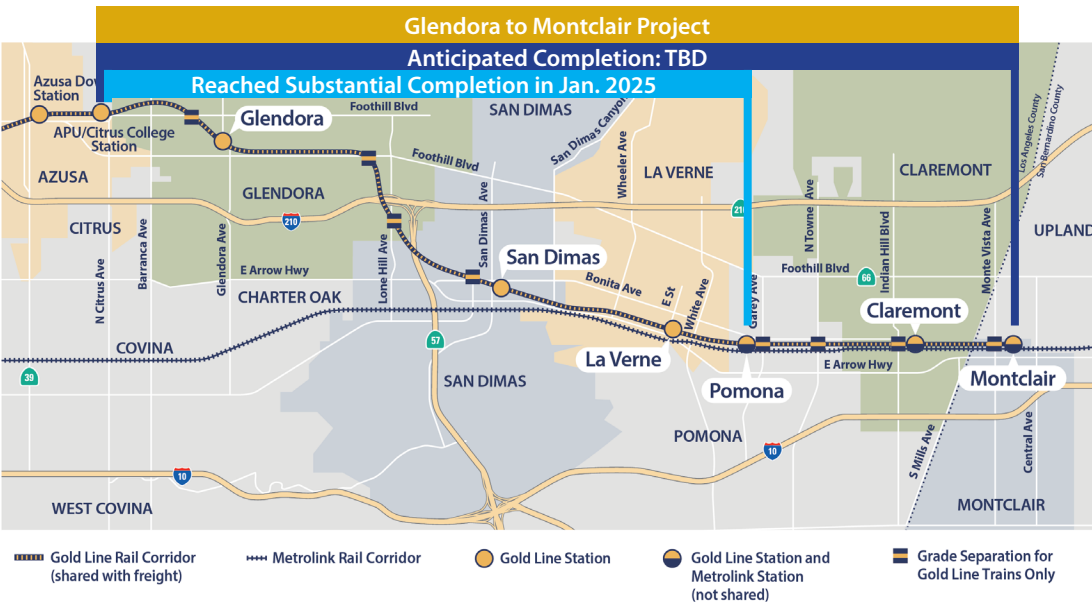 Glendora to Montclair Project
Anticipated Completion: TBD
Reached Substantial Completion in Jan. 2025
Azusa Dow
Station
APU/Citrus College
Station
Glendora
Foothill Blvd
Foothill Blvd
SAN DIMAS
San Dimas Canyon
Wheeler Ave
LA VERNE
CLAREMONT
Los Angeles County
San Bernardino County
AZUSA
GLENDORA
210
210
CITRUS
N Citrus Ave
Barranca Ave
Glendora Ave
E Arrow Hwy
CHARTER OAK
Lone Hill Ave
San Dimas Ave
San Dimas
Bonita Ave
E St
White Ave
Garey Ave
N Towne Ave
Foothill Blvd
66
Indian Hill Blvd
Monte Vista Ave
UPLAND
Claremont
COVINA
57
39
La Verne
Pomona
E Arrow Hwy
Montclair
SAN DIMAS
POMONA
10
10
S Mills Ave
Central Ave
WEST COVINA
MONTCLAIR
Gold Line Rail Corridor
(shared with freight)
Metrolink Rail Corridor
Gold Line Station
Gold Line Station and
Metrolink Station
(not shared)
Grade Separation for
Gold Line Trains Only